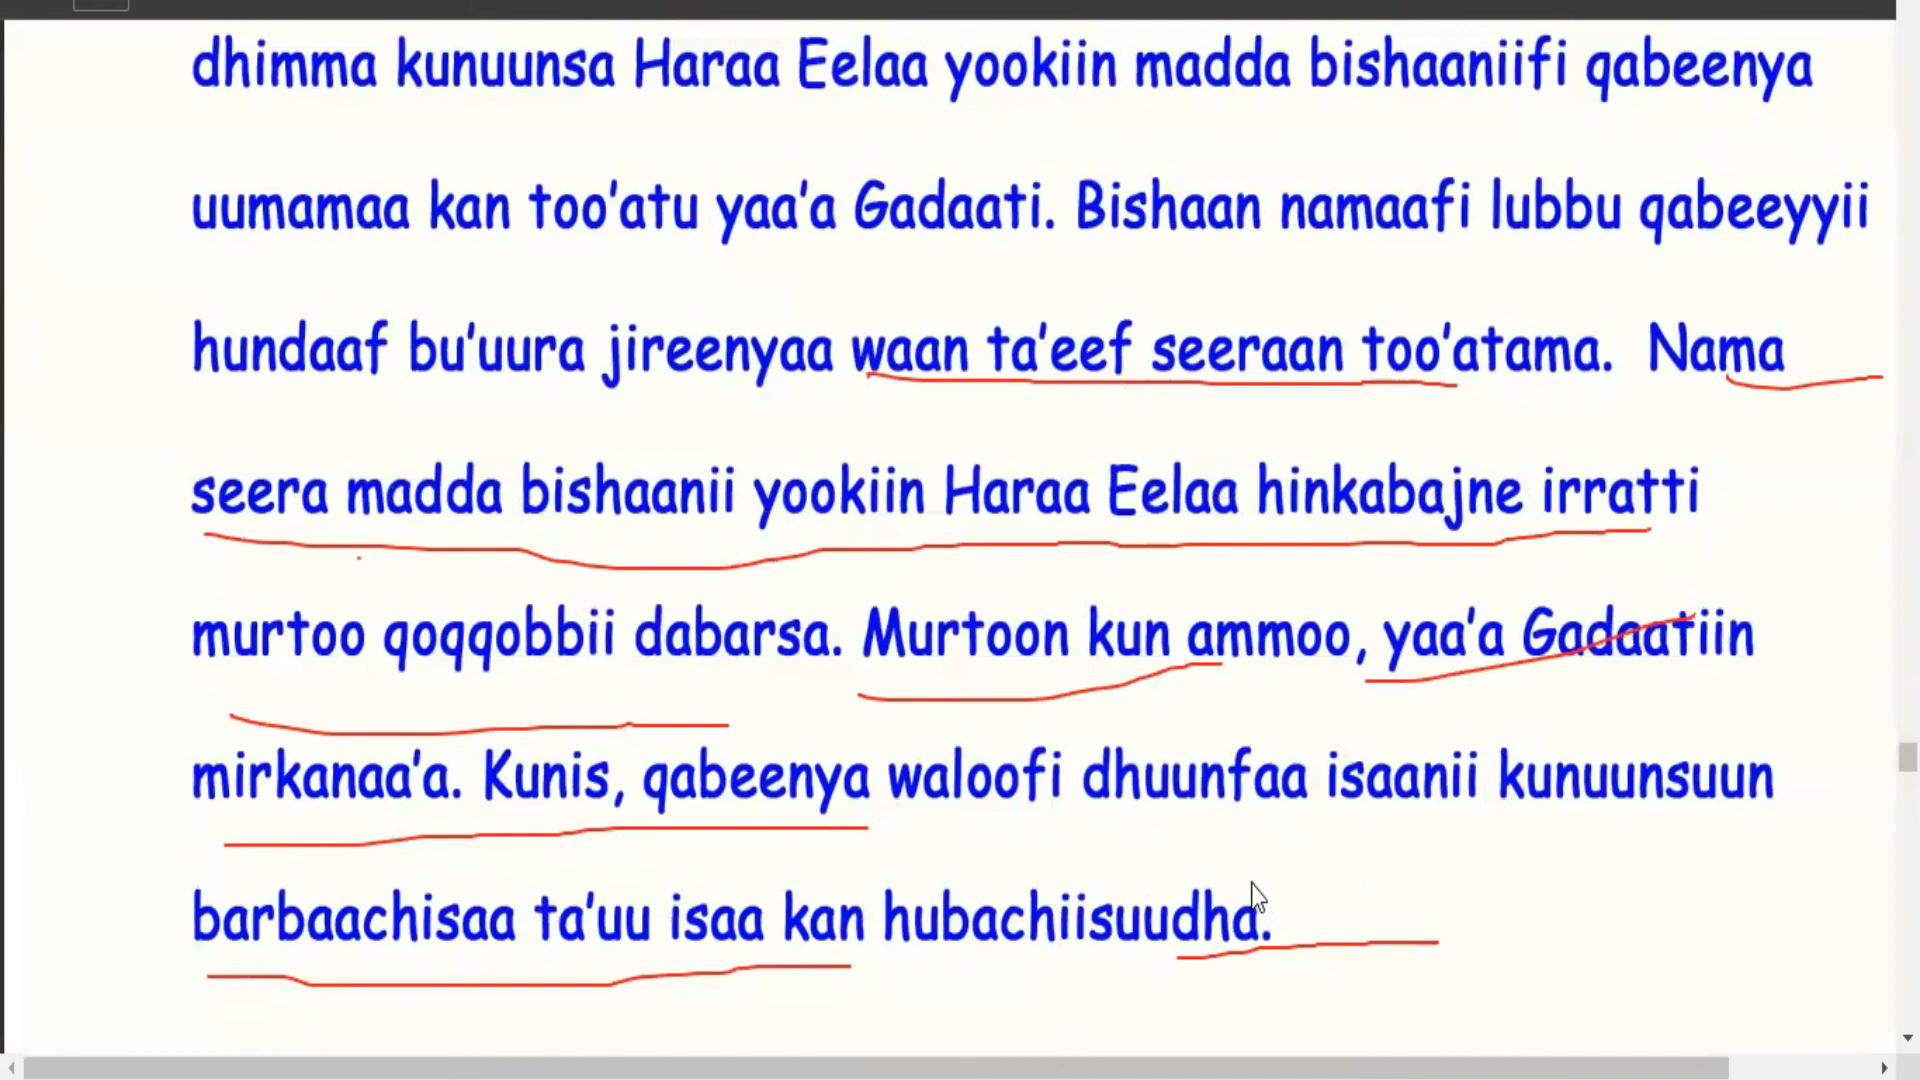 dhimma kunuunsa Haraa Eelaa yookiin madda bishaaniifi qabeenya
uumamaa kan too'atu yaa'a Gadaati. Bishaan namaafi lubbu qabeeyyii
hundaaf bu'uura jireenyaa waan ta'eef seeraan too'atama. Nama
seera madda bishaanii yookiin Haraa Eelaa hinkabajne irratti
murtoo qoqqobbii dabarsa. Murtoon kun ammoo, yaa'a Gadaatiin
mirkanaa'a. Kunis, qabeenya waloofi dhuunfaa isaanii kunuunsuun
barbaachisaa ta'uu isaa kan hubachiisuudha.